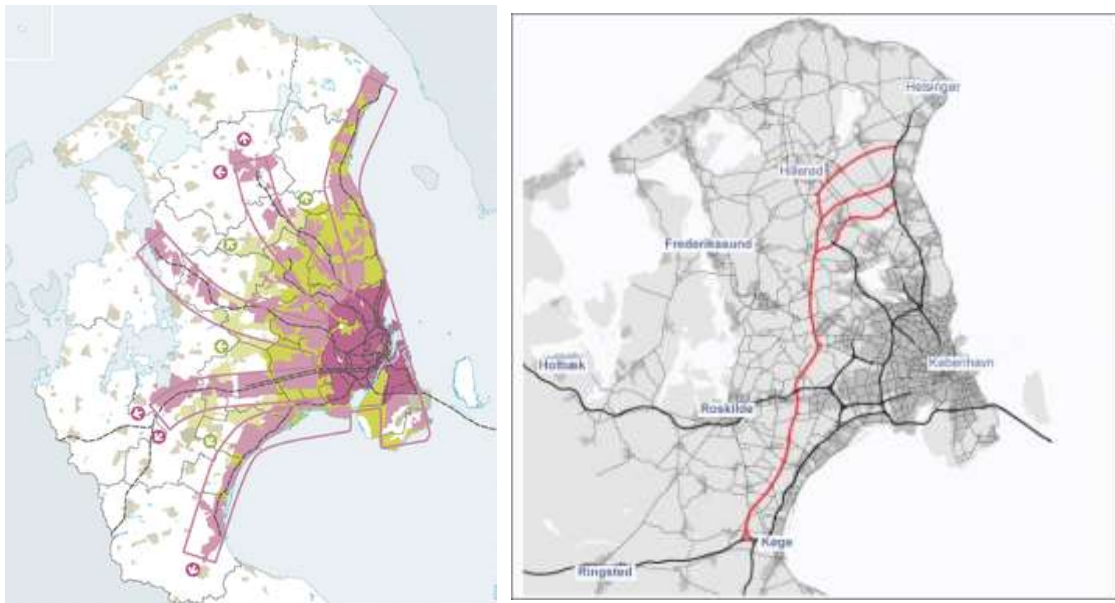 Helsingør
Hillerød
Frederikssund
Holbæk
København
Roskilde
Køge
Ringsted